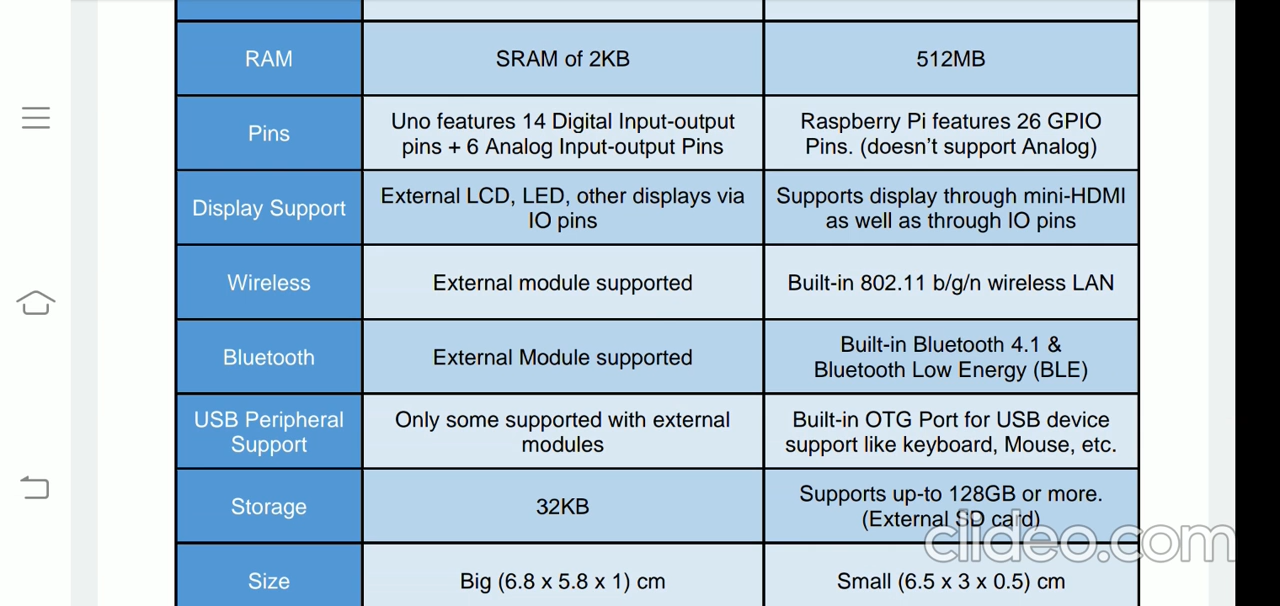 RAM
SRAM of 2KB
512MB
Pins
Uno features 14 Digital Input-output
pins + 6 Analog Input-output Pins
Raspberry Pi features 26 GPIO
Pins. (doesn't support Analog)
Display Support
External LCD, LED, other displays via
IO pins
Supports display through mini-HDMI
as well as through IO pins
Wireless
External module supported
Built-in 802.11 b/g/n wireless LAN
Bluetooth
External Module supported
Built-in Bluetooth 4.1 &
Bluetooth Low Energy (BLE)
USB Peripheral
Support
Only some supported with external
modules
Built-in OTG Port for USB device
support like keyboard, Mouse, etc.
Storage
32KB
Supports up-to 128GB or more.
(External SD card)
clideo.com
Size
Big (6.8 x 5.8 x 1) cm
Small (6.5 x 3 x 0.5) cm